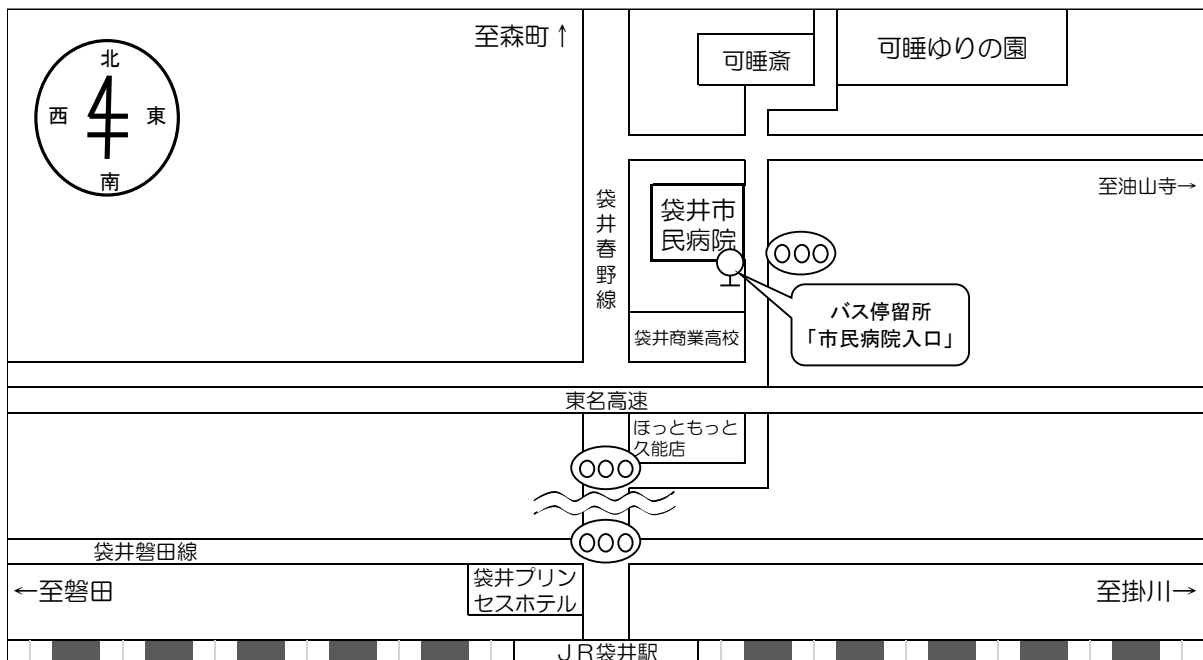 至森町↑
可睡斎
可睡ゆりの園
北
西 東
南
至油山寺→
袋井春野線
袋井市
民病院
バス停留所
「市民病院入口」
袋井商業高校
東名高速
ほっともっと
久能店
袋井磐田線
←至磐田
袋井プリン
セスホテル
至掛川→
JR袋井駅